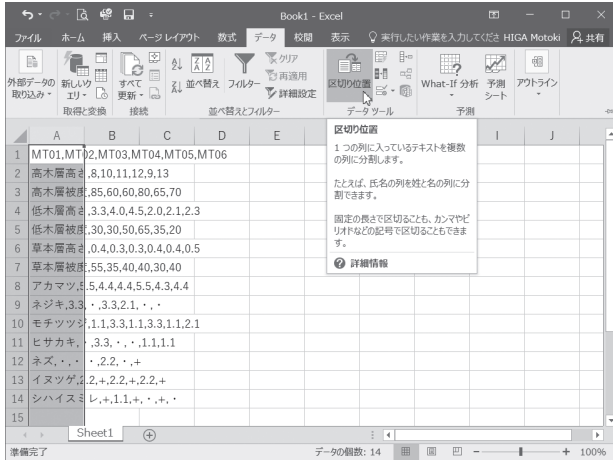 Book1 - Excel
ファイル ホーム 挿入 ページ レイアウト 数式 データ 校閲 表示 実行したい作業を入力してくださ HIGA Motoki 共有
外部データの取り込み
新しいクエリ
すべて更新
並べ替え
フィルター
クリア
再適用
詳細設定
区切り位置
What-If 分析
予測シート
アウトライン
取得と変換 接続 並べ替えとフィルター データ ツール 予測
区切り位置
1 つの列に入っているテキストを複数
の列に分割します。
たとえば、氏名の列を姓と名の列に分
割できます。
固定の長さで区切ることも、カンマやピ
リオドなどの記号で区切ることもできま
す。
詳細情報
A B C D E I J
1 MT01,MT02,MT03,MT04,MT05,MT06
2 高木層高さ,8,10,11,12,9,13
3 高木層被度,85,60,60,80,65,70
4 低木層高さ,3.3,4.0,4.5,2.0,2.1,2.3
5 低木層被度,30,30,50,65,35,20
6 草本層高さ,0.4,0.3,0.3,0.4,0.4,0.5
7 草本層被度,55,35,40,40,30,40
8 アカマツ,5.5,4.4,4.4,5.5,4.3,4.4
9 ネジキ,3.3,・,3.3,2.1,・,・
10 モチツツジ,1.1,3.3,1.1,3.3,1.1,2.1
11 ヒサカキ,・,3.3,・,・,1.1,1.1
12 ネズ,・,・,・,2.2,・,+
13 イヌツゲ,2.2,+,2.2,+,2.2,+
14 シハイスミレ,+,1.1,+,・,+,・
15
Sheet1
準備完了 データの個数: 14 100%